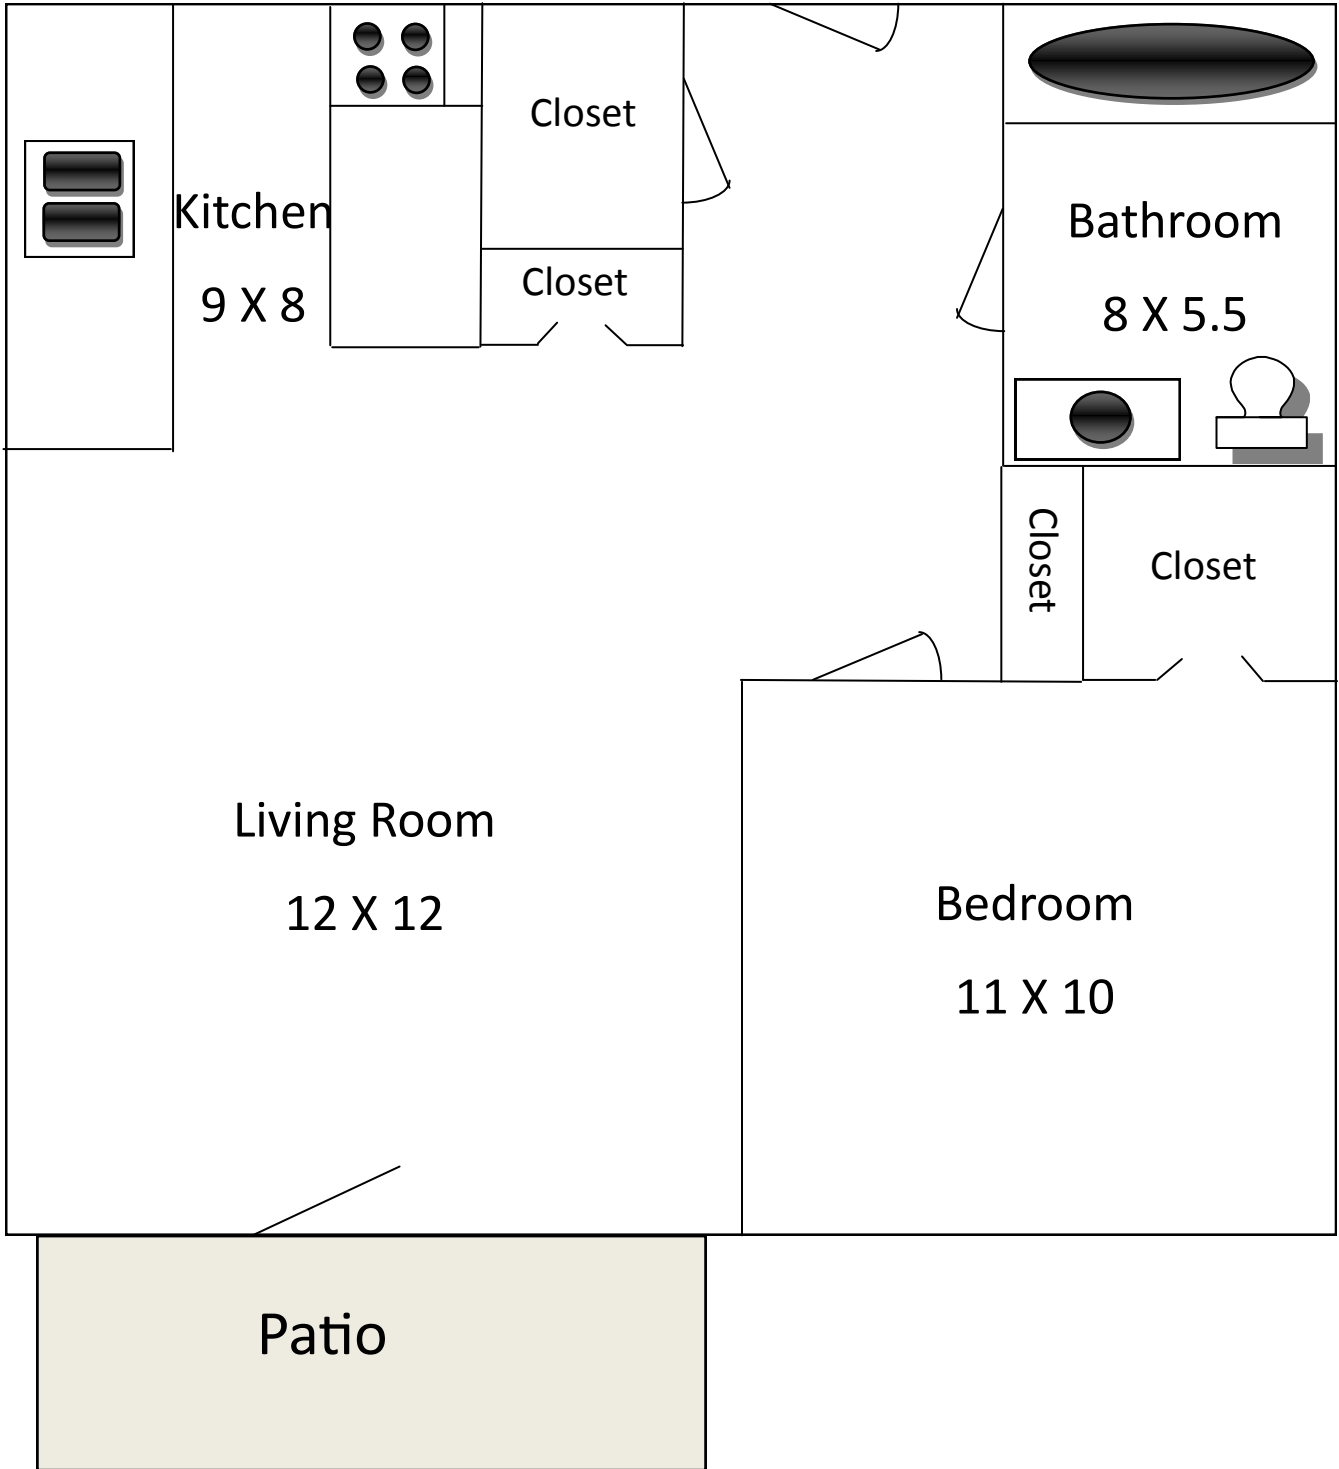 Closet
Kitchen
9 X 8
Closet
Bathroom
8 X 5.5
Closet
Closet
Living Room
12 X 12
Bedroom
11 X 10
Patio